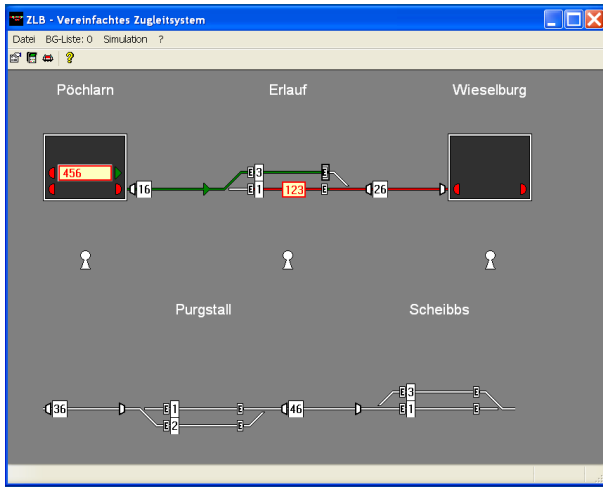 ZLB - Vereinfachtes Zugleitsystem
Datei BG-Liste: 0 Simulation ?
?
Pöchlarn Erlauf Wieselburg
456 E 3 E
16 E 1 123 E 26
Purgstall Scheibbs
E 3 E
36 E 1 E 46 E 1 E
E 2 E